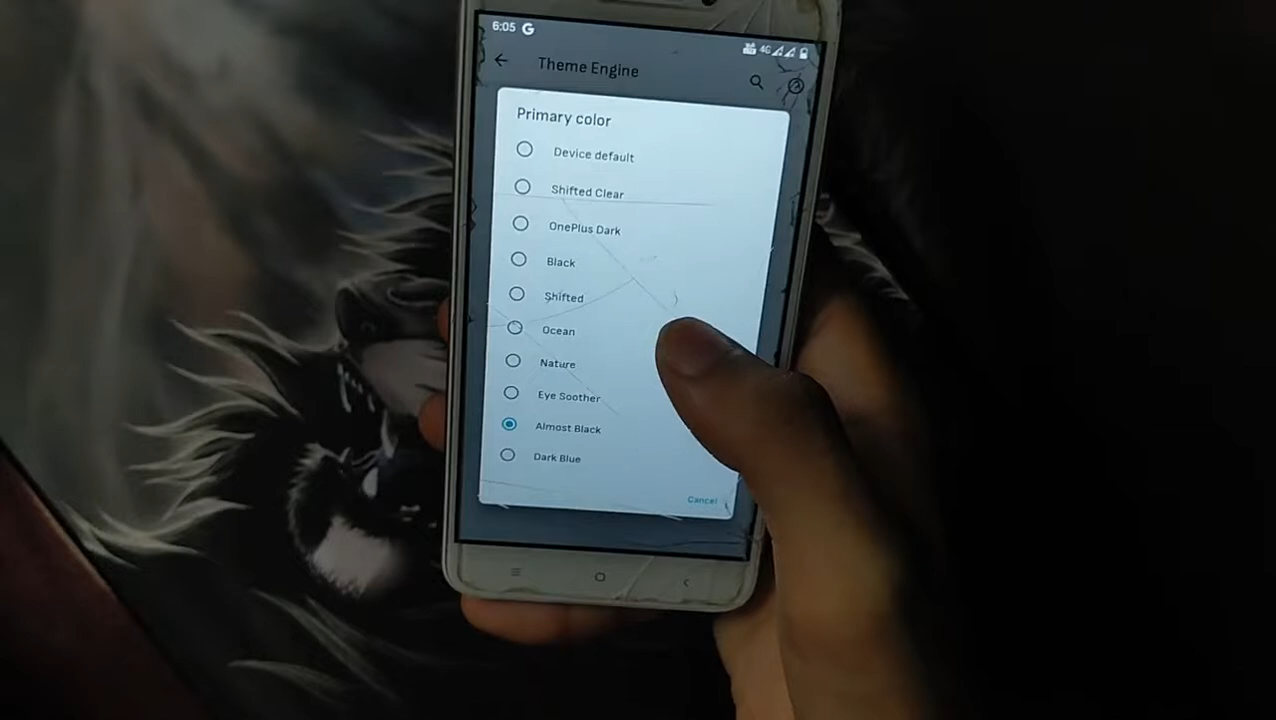 6:05 G
4G
Theme Engine
Primary color
Device default
Shifted Clear
OnePlus Dark
Black
Shifted
Ocean
Nature
Eye Soother
Almost Black
Dark Blue
Cancel